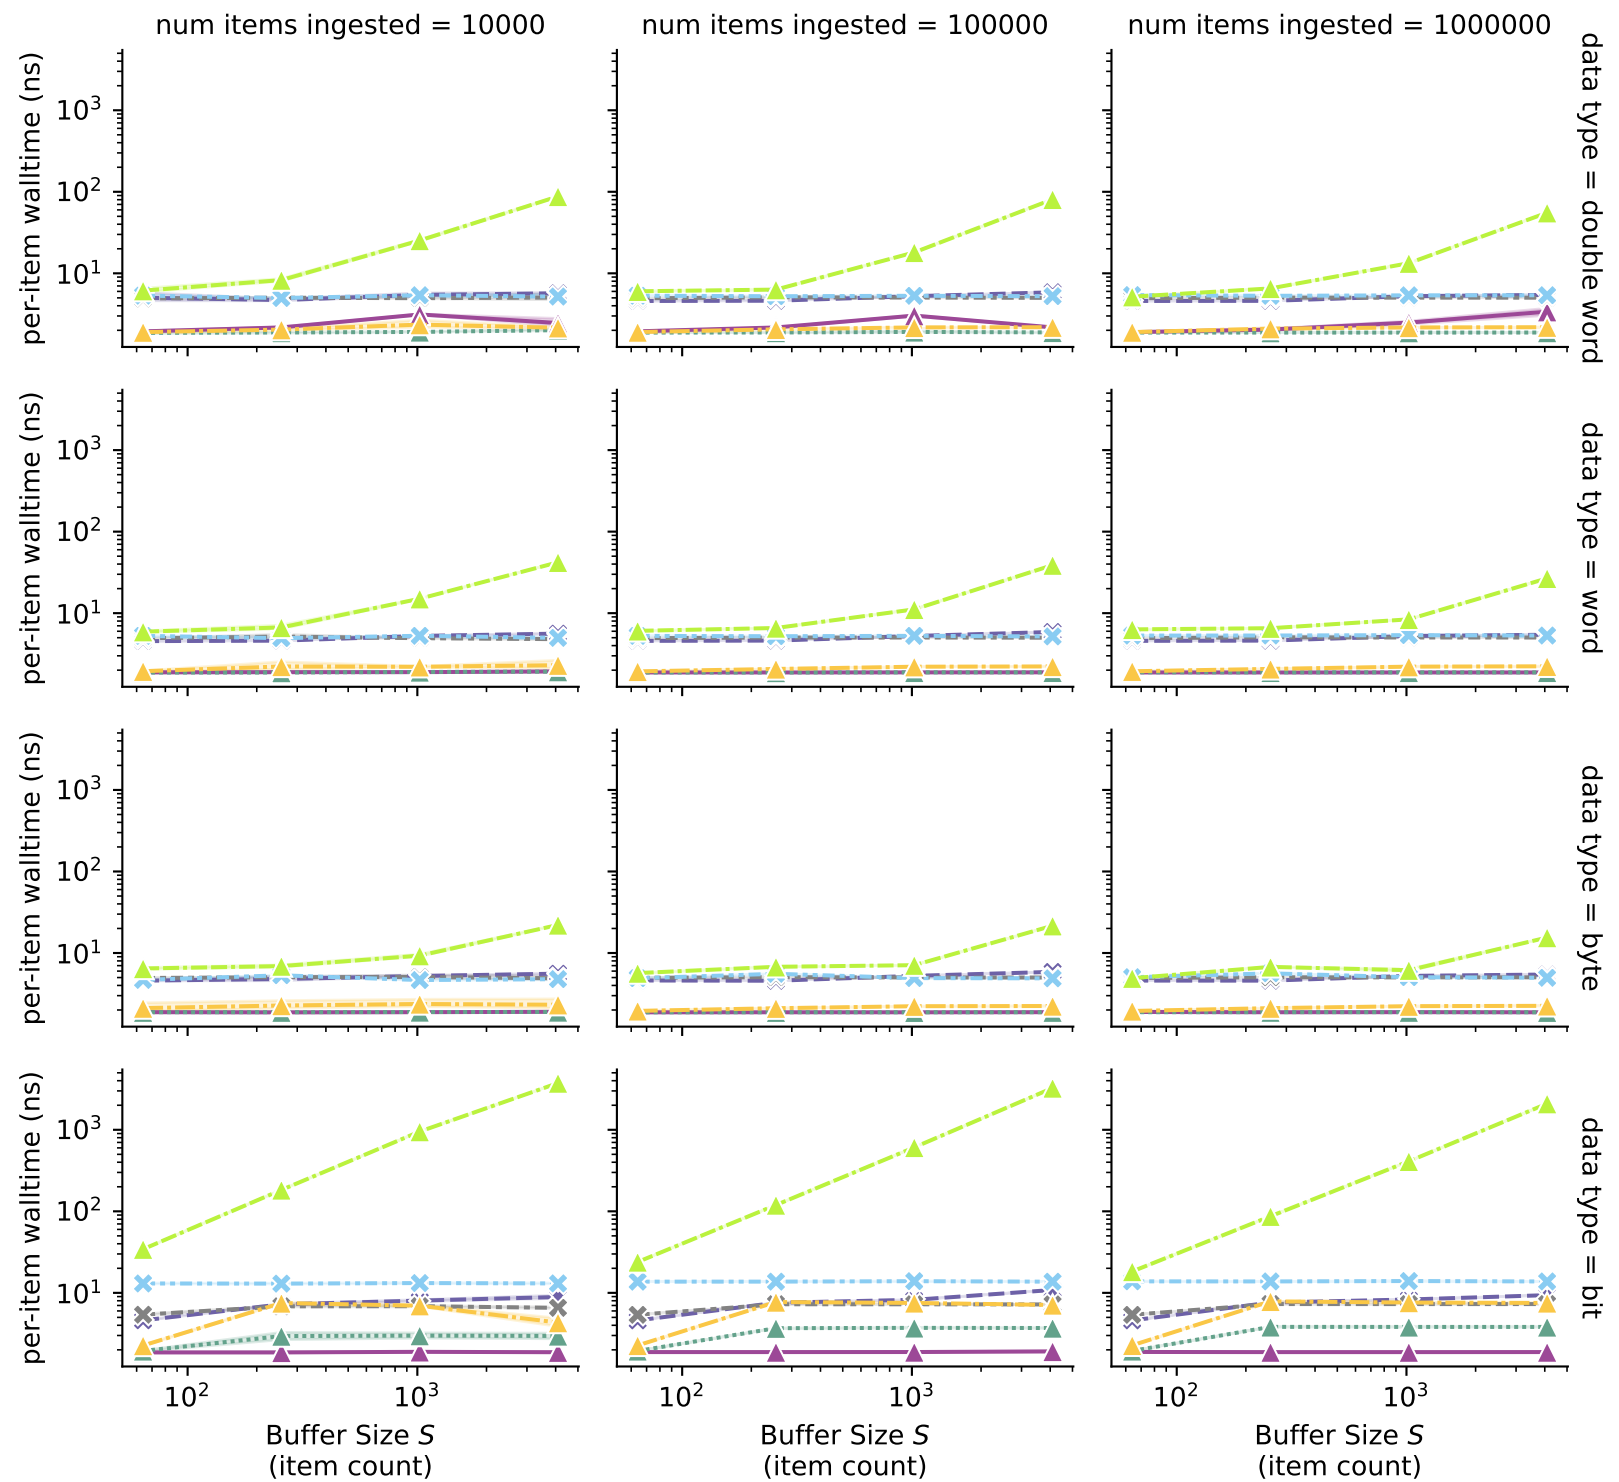 num items ingested = 10000
num items ingested = 100000
num items ingested = 1000000
per-item walltime (ns)
10³
10²
10¹
data type = double word
per-item walltime (ns)
10³
10²
10¹
data type = word
per-item walltime (ns)
10³
10²
10¹
data type = byte
per-item walltime (ns)
10³
10²
10¹
data type = bit
10² 10³
10² 10³
10² 10³
Buffer Size S
(item count)
Buffer Size S
(item count)
Buffer Size S
(item count)